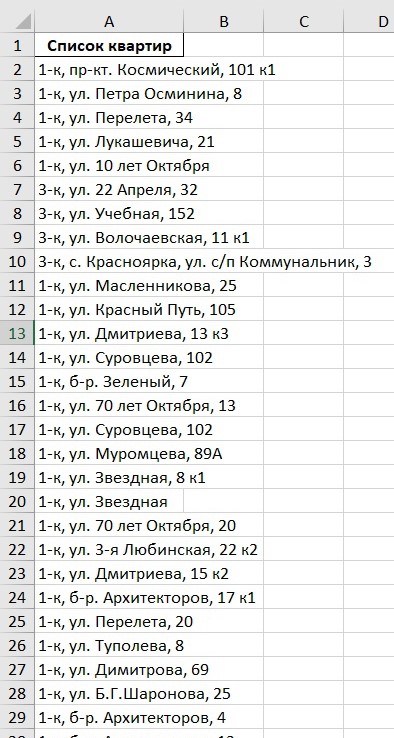 A B C D
1 Список квартир
2 1-к, пр-кт. Космический, 101 к1
3 1-к, ул. Петра Осминина, 8
4 1-к, ул. Перелета, 34
5 1-к, ул. Лукашевича, 21
6 1-к, ул. 10 лет Октября
7 3-к, ул. 22 Апреля, 32
8 3-к, ул. Учебная, 152
9 3-к, ул. Волочаевская, 11 к1
10 3-к, с. Красноярка, ул. с/п Коммунальник, 3
11 1-к, ул. Масленникова, 25
12 1-к, ул. Красный Путь, 105
13 1-к, ул. Дмитриева, 13 к3
14 1-к, ул. Суровцева, 102
15 1-к, б-р. Зеленый, 7
16 1-к, ул. 70 лет Октября, 13
17 1-к, ул. Суровцева, 102
18 1-к, ул. Муромцева, 89А
19 1-к, ул. Звездная, 8 к1
20 1-к, ул. Звездная
21 1-к, ул. 70 лет Октября, 20
22 1-к, ул. 3-я Любинская, 22 к2
23 1-к, ул. Дмитриева, 15 к2
24 1-к, б-р. Архитекторов, 17 к1
25 1-к, ул. Перелета, 20
26 1-к, ул. Туполева, 8
27 1-к, ул. Димитрова, 69
28 1-к, ул. Б.Г.Шаронова, 25
29 1-к, б-р. Архитекторов, 4